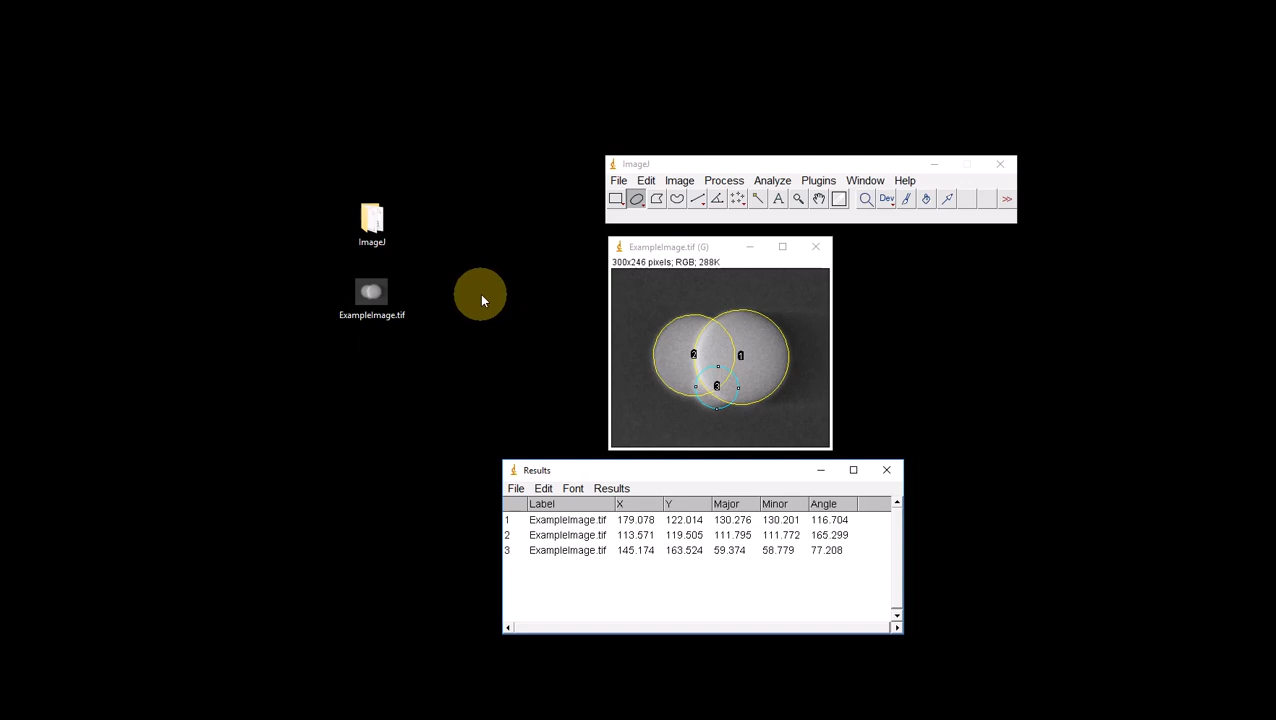 ImageJ
File Edit Image Process Analyze Plugins Window Help
A Dev >>
ImageJ
ExampleImage.tif (G)
300x246 pixels; RGB; 288K
ExampleImage.tif
2 1
3
Results
File Edit Font Results
Label X Y Major Minor Angle
1 ExampleImage.tif 179.078 122.014 130.276 130.201 116.704
2 ExampleImage.tif 113.571 119.505 111.795 111.772 165.299
3 ExampleImage.tif 145.174 163.524 59.374 58.779 77.208